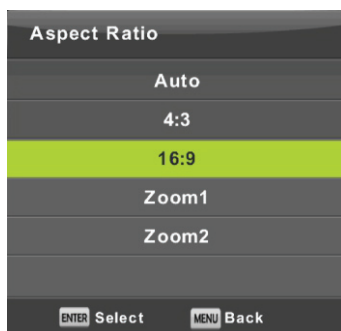 Aspect Ratio
Auto
4:3
16:9
Zoom1
Zoom2
ENTER Select MENU Back